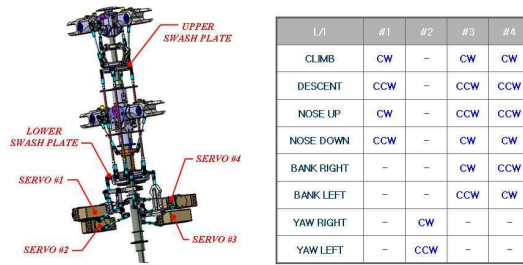 UPPER
SWASH PLATE
LOWER
SWASH PLATE
SERVO #4
SERVO #1
SERVO #2
SERVO #3
L/I #1 #2 #3 #4
CLIMB CW - CW CW
DESCENT CCW - CCW CCW
NOSE UP CW - CCW CCW
NOSE DOWN CCW - CW CW
BANK RIGHT - - CW CCW
BANK LEFT - - CCW CW
YAW RIGHT - CW - -
YAW LEFT - CCW - -